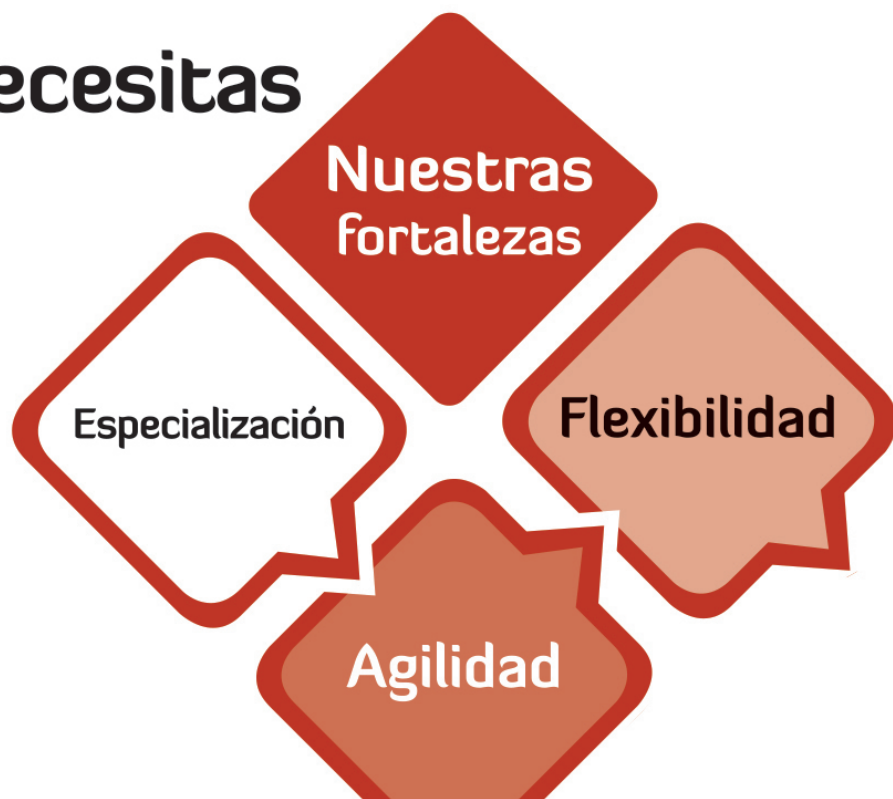 ecesitas
Nuestras
fortalezas
Especialización
Flexibilidad
Agilidad